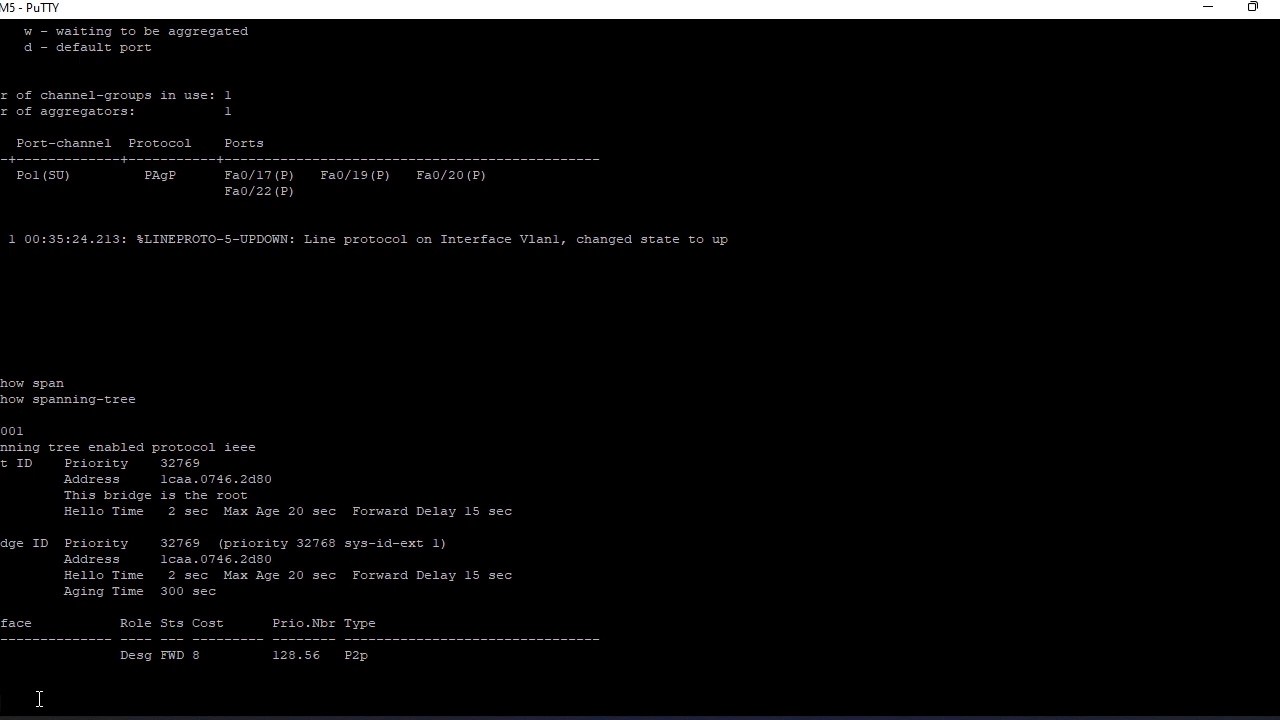 M5 - PuTTY
w - waiting to be aggregated
d - default port
r of channel-groups in use: 1
r of aggregators:           1
Port-channel  Protocol    Ports
-+-------------+-----------+-----------------------------------------------
Po1(SU)         PAgP      Fa0/17(P)   Fa0/19(P)   Fa0/20(P)
Fa0/22(P)
1 00:35:24.213: %LINEPROTO-5-UPDOWN: Line protocol on Interface Vlan1, changed state to up
how span
how spanning-tree
001
nning tree enabled protocol ieee
t ID    Priority    32769
Address     1caa.0746.2d80
This bridge is the root
Hello Time   2 sec  Max Age 20 sec  Forward Delay 15 sec
dge ID  Priority    32769  (priority 32768 sys-id-ext 1)
Address     1caa.0746.2d80
Hello Time   2 sec  Max Age 20 sec  Forward Delay 15 sec
Aging Time  300 sec
face           Role Sts Cost      Prio.Nbr Type
-------------- ---- --- --------- -------- --------------------------------
Desg FWD 8         128.56   P2p